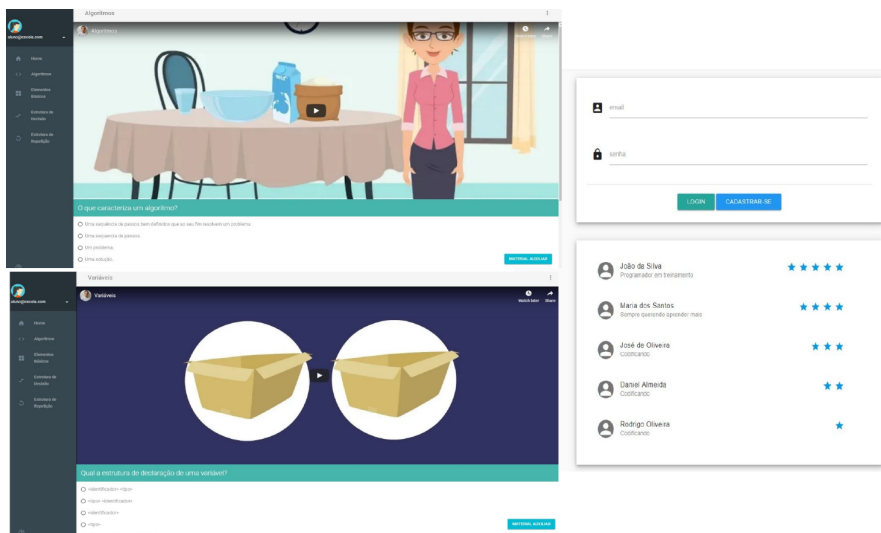 Algoritmos
Algoritmos
Watch later
Share
aluno@escola.com
Home
Algoritmos
Elementos
Básicos
Estrutura de
Decisão
Estrutura de
Repetição
O que caracteriza um algoritmo?
Uma sequência de passos bem definidos que ao seu fim resolvem um problema.
Uma sequência de passos.
Um problema.
Uma solução.
MATERIAL AUXILIAR
Variáveis
Variáveis
Watch later
Share
aluno@escola.com
Home
Algoritmos
Elementos
Básicos
Estrutura de
Decisão
Estrutura de
Repetição
Qual a estrutura de declaração de uma variável?
<identificador> <tipo>
<tipo> <identificador>
<identificador>
<tipo>
MATERIAL AUXILIAR
email
senha
LOGIN
CADASTRAR-SE
João da Silva
Programador em treinamento
Maria dos Santos
Sempre querendo aprender mais
José de Oliveira
Codificando
Daniel Almeida
Codificando
Rodrigo Oliveira
Codificando